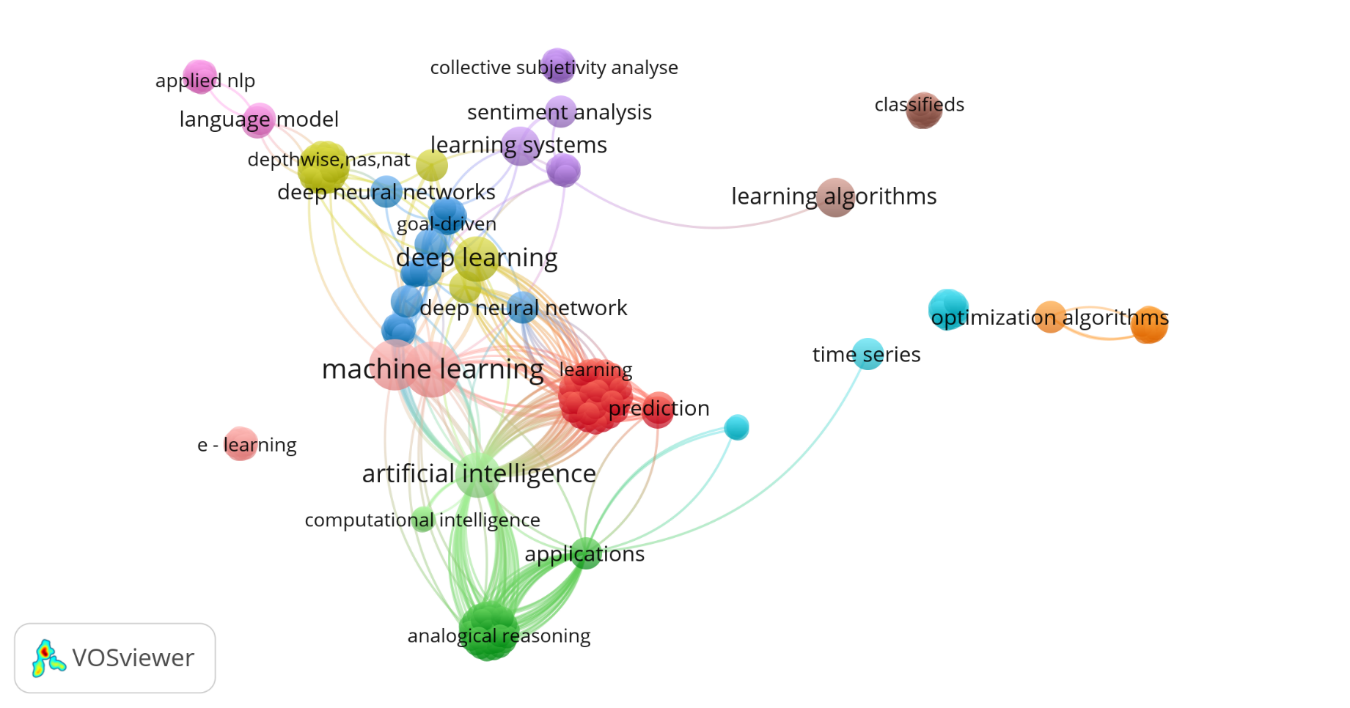 collective subjetivity analyse
applied nlp
classifieds
sentiment analysis
language model
learning systems
depthwise,nas,nat
deep neural networks
learning algorithms
goal-driven
deep learning
deep neural network
optimization algorithms
time series
machine learning
learning
prediction
e - learning
artificial intelligence
computational intelligence
applications
analogical reasoning
VOSviewer